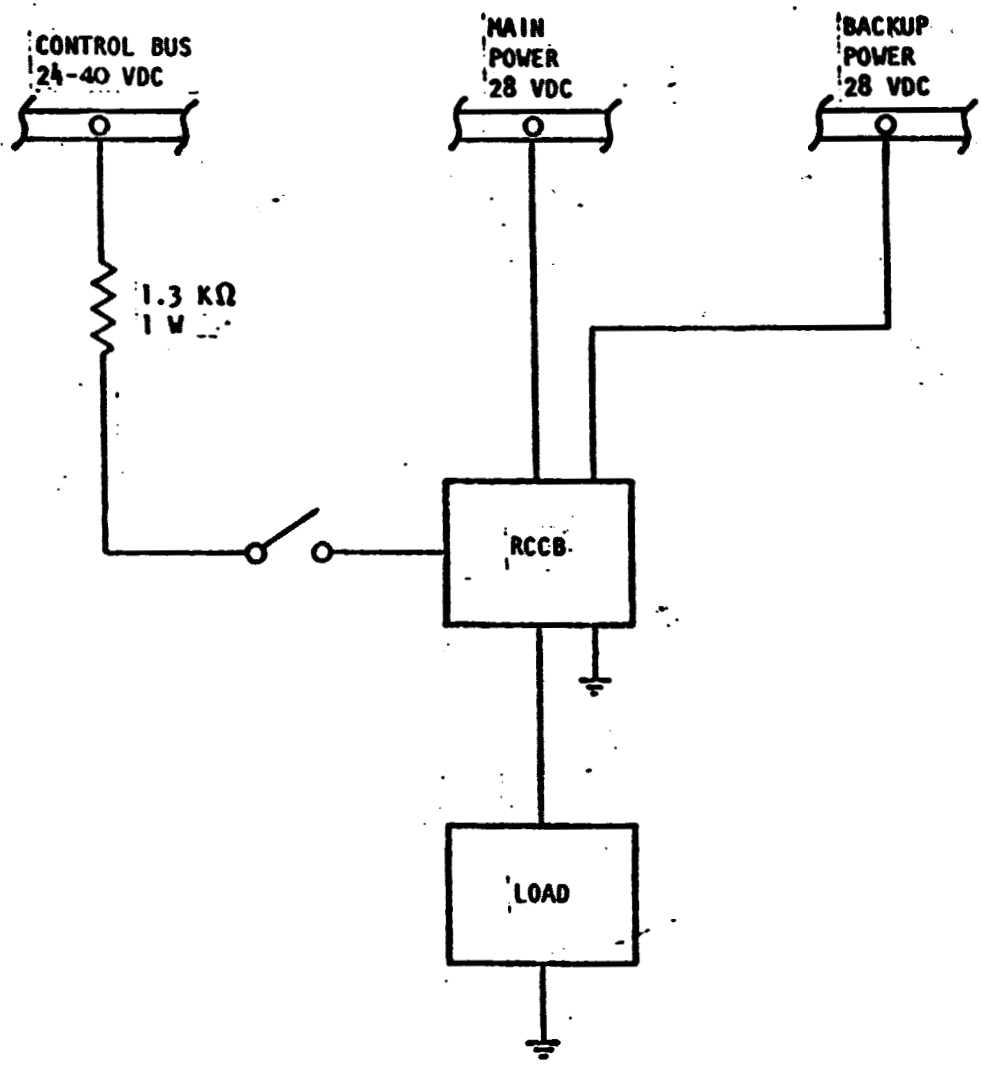 CONTROL BUS
24-40 VDC
MAIN
POWER
28 VDC
BACKUP
POWER
28 VDC
1.3 KΩ
1 W
RCCB
LOAD